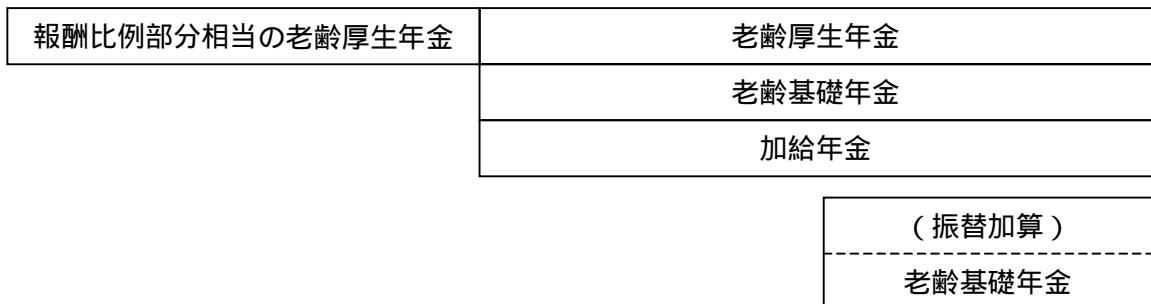 報酬比例部分相当の老齢厚生年金
老齢厚生年金
老齢基礎年金
加給年金
（振替加算）
老齢基礎年金